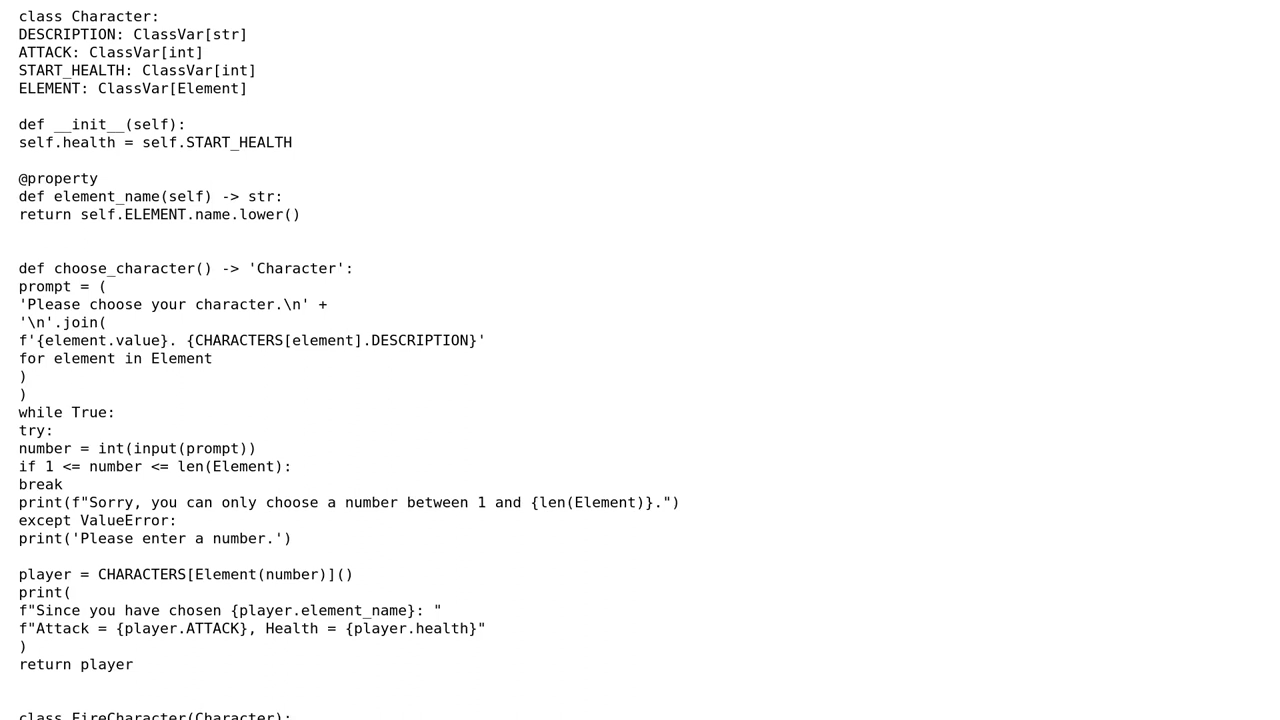 class Character:
DESCRIPTION: ClassVar[str]
ATTACK: ClassVar[int]
START_HEALTH: ClassVar[int]
ELEMENT: ClassVar[Element]

def __init__(self):
self.health = self.START_HEALTH

@property
def element_name(self) -> str:
return self.ELEMENT.name.lower()


def choose_character() -> 'Character':
prompt = (
'Please choose your character.\n' +
'\n'.join(
f'{element.value}. {CHARACTERS[element].DESCRIPTION}'
for element in Element
)
)
while True:
try:
number = int(input(prompt))
if 1 <= number <= len(Element):
break
print(f"Sorry, you can only choose a number between 1 and {len(Element)}.")
except ValueError:
print('Please enter a number.')

player = CHARACTERS[Element(number)]()
print(
f"Since you have chosen {player.element_name}: "
f"Attack = {player.ATTACK}, Health = {player.health}"
)
return player


class FireCharacter(Character):